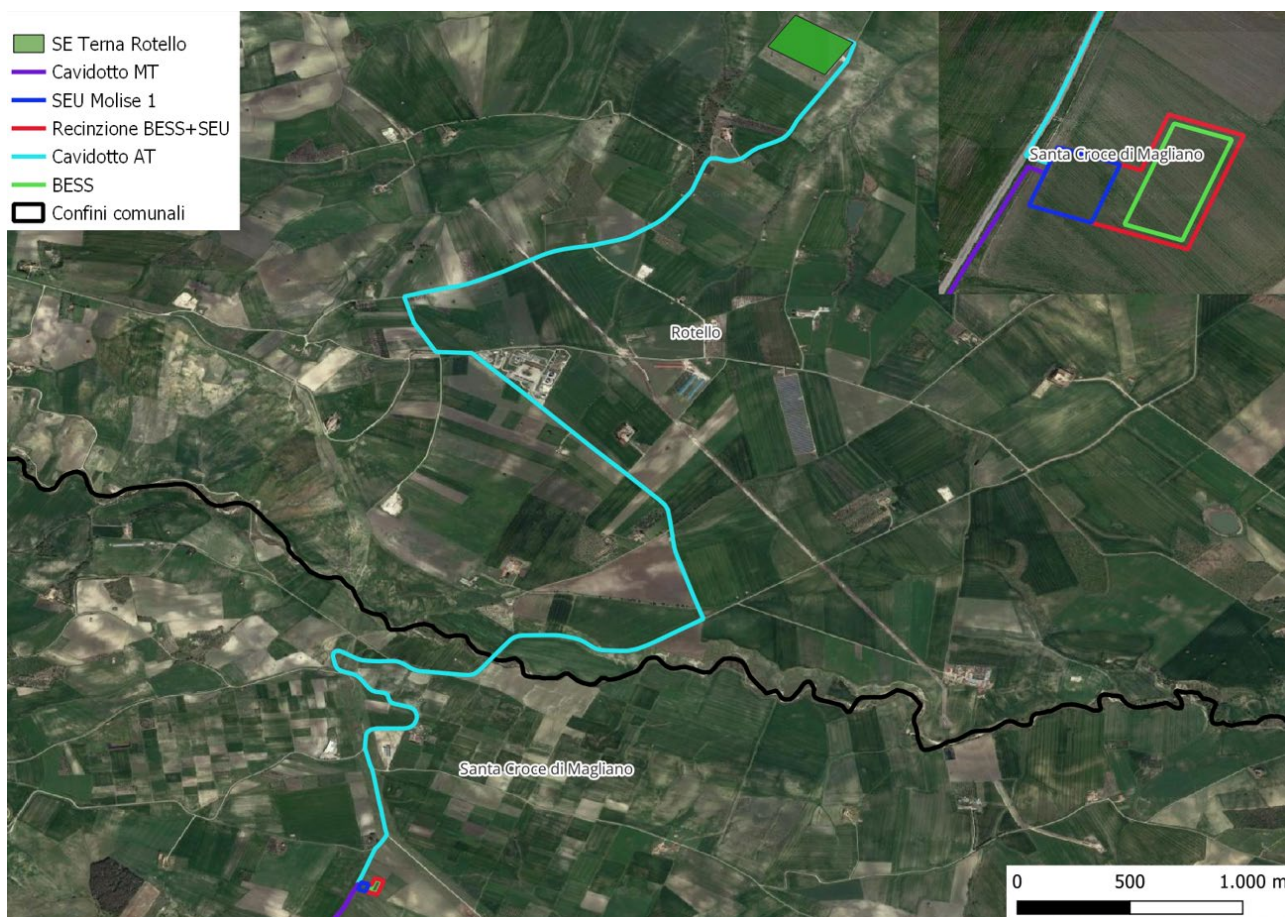 SE Terna Rotello
Cavidotto MT
SEU Molise 1
Recinzione BESS+SEU
Cavidotto AT
BESS
Confini comunali
Santa Croce di Magliano
Rotello
Santa Croce di Magliano
0 500 1.000 m